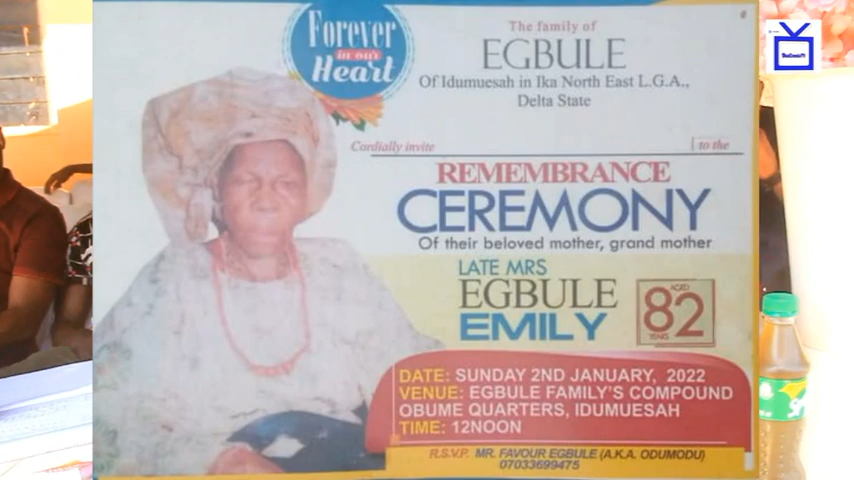 Forever
in our
Heart
The family of
EGBULE
Of Idumuesah in Ika North East L.G.A.,
Delta State
Cordially invite
to the
REMEMBRANCE
CEREMONY
Of their beloved mother, grand mother
LATE MRS
EGBULE
EMILY
AGED
82
YEARS
DATE: SUNDAY 2ND JANUARY, 2022
VENUE: EGBULE FAMILY'S COMPOUND
OBUME QUARTERS, IDUMUESAH
TIME: 12NOON
R.S.V.P. MR. FAVOUR EGBULE (A.K.A. ODUMODU)
07033699475